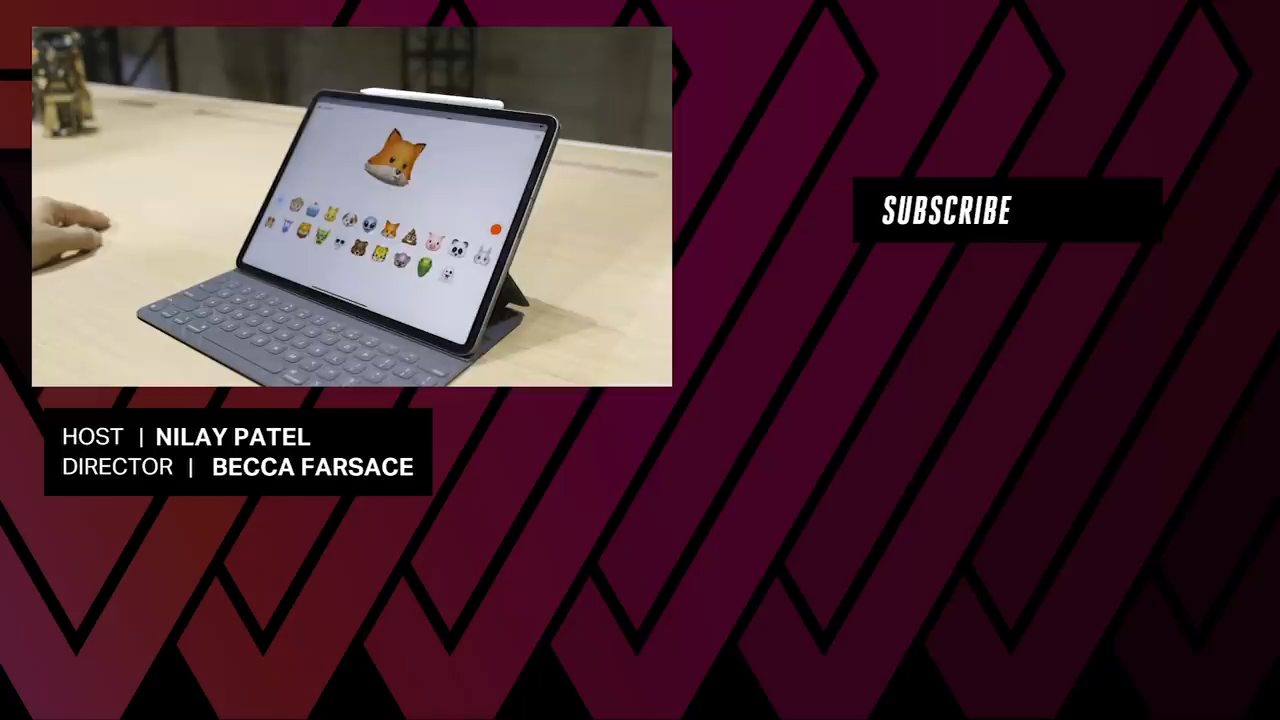 SUBSCRIBE
HOST | NILAY PATEL
DIRECTOR | BECCA FARSACE